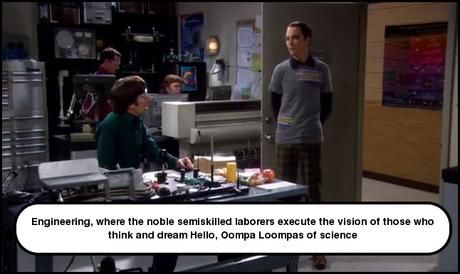 Engineering, where the noble semiskilled laborers execute the vision of those who
think and dream Hello, Oompa Loompas of science